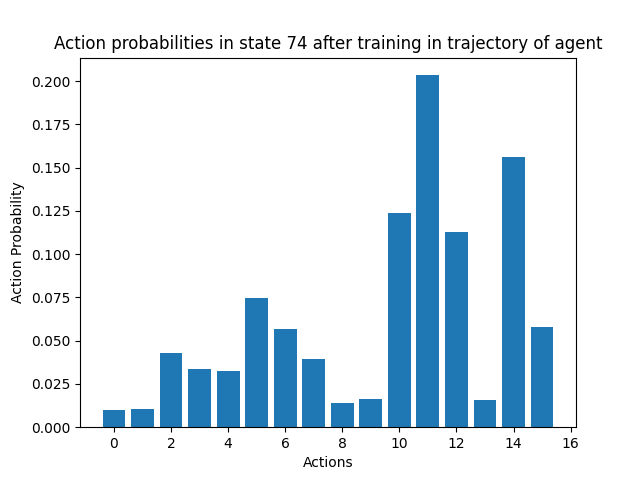 Action probabilities in state 74 after training in trajectory of agent
0.200
0.175
0.150
0.125
0.100
0.075
0.050
0.025
0.000
Action Probability
0 2 4 6 8 10 12 14 16
Actions